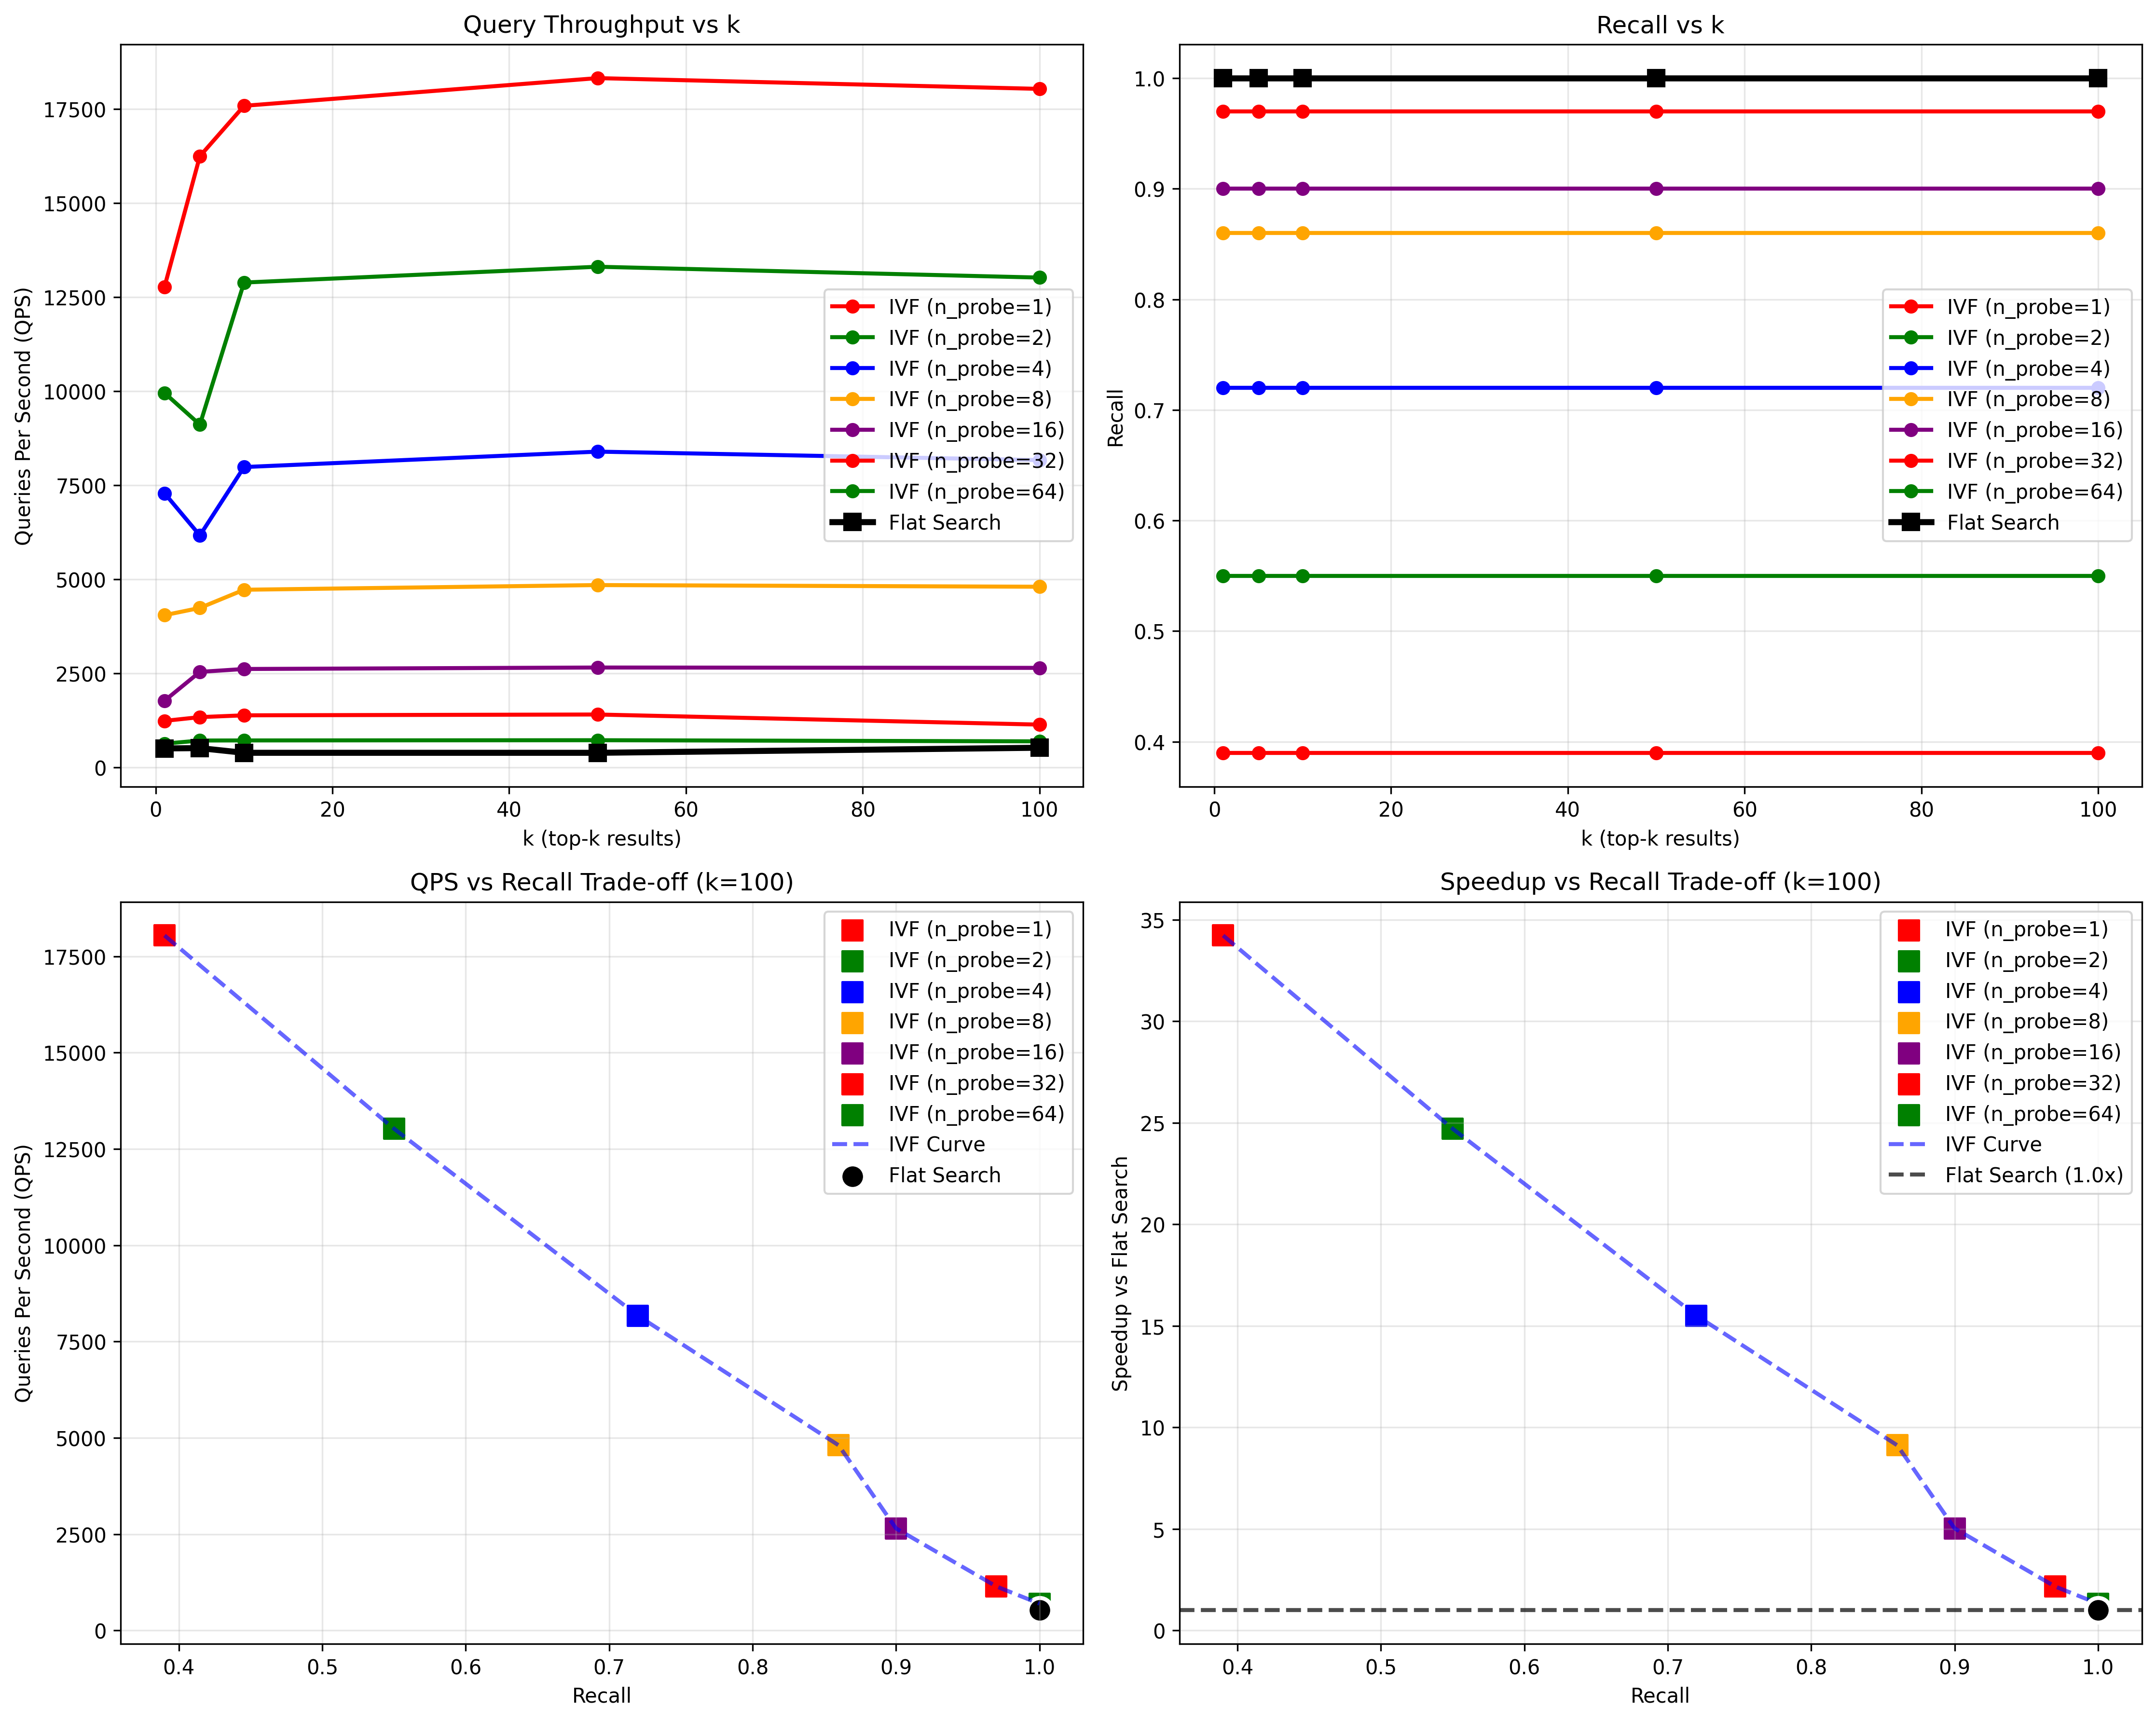 Query Throughput vs k
Queries Per Second (QPS)
17500
15000
12500
10000
7500
5000
2500
0
IVF (n_probe=1)
IVF (n_probe=2)
IVF (n_probe=4)
IVF (n_probe=8)
IVF (n_probe=16)
IVF (n_probe=32)
IVF (n_probe=64)
Flat Search
0 20 40 60 80 100
k (top-k results)
Recall vs k
Recall
1.0
0.9
0.8
0.7
0.6
0.5
0.4
IVF (n_probe=1)
IVF (n_probe=2)
IVF (n_probe=4)
IVF (n_probe=8)
IVF (n_probe=16)
IVF (n_probe=32)
IVF (n_probe=64)
Flat Search
0 20 40 60 80 100
k (top-k results)
QPS vs Recall Trade-off (k=100)
Queries Per Second (QPS)
17500
15000
12500
10000
7500
5000
2500
0
IVF (n_probe=1)
IVF (n_probe=2)
IVF (n_probe=4)
IVF (n_probe=8)
IVF (n_probe=16)
IVF (n_probe=32)
IVF (n_probe=64)
IVF Curve
Flat Search
0.4 0.5 0.6 0.7 0.8 0.9 1.0
Recall
Speedup vs Recall Trade-off (k=100)
Speedup vs Flat Search
35
30
25
20
15
10
5
0
IVF (n_probe=1)
IVF (n_probe=2)
IVF (n_probe=4)
IVF (n_probe=8)
IVF (n_probe=16)
IVF (n_probe=32)
IVF (n_probe=64)
IVF Curve
Flat Search (1.0x)
0.4 0.5 0.6 0.7 0.8 0.9 1.0
Recall